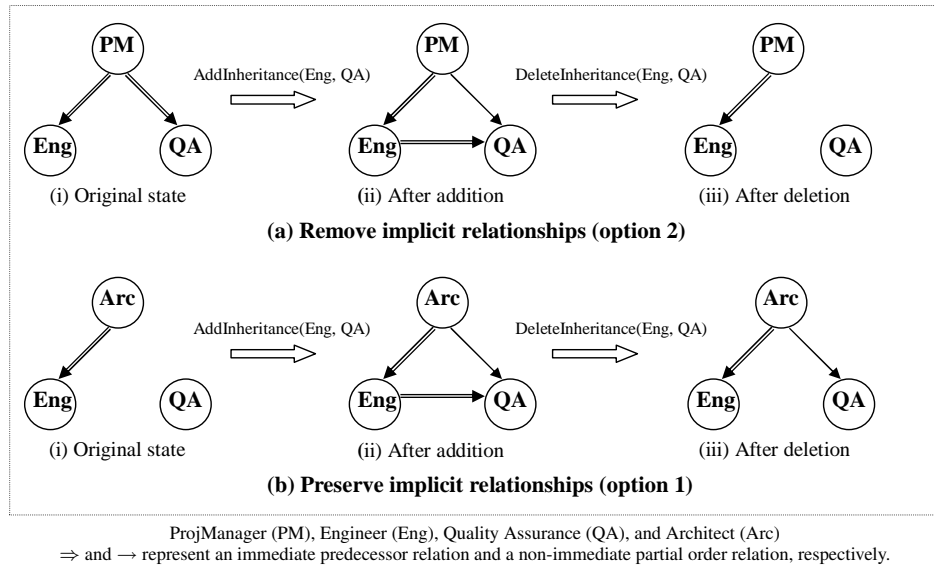 PM PM PM
AddInheritance(Eng, QA) DeleteInheritance(Eng, QA)
Eng QA Eng QA Eng QA
(i) Original state (ii) After addition (iii) After deletion
(a) Remove implicit relationships (option 2)
Arc Arc Arc
AddInheritance(Eng, QA) DeleteInheritance(Eng, QA)
Eng QA Eng QA Eng QA
(i) Original state (ii) After addition (iii) After deletion
(b) Preserve implicit relationships (option 1)
ProjManager (PM), Engineer (Eng), Quality Assurance (QA), and Architect (Arc)
⇒ and → represent an immediate predecessor relation and a non-immediate partial order relation, respectively.